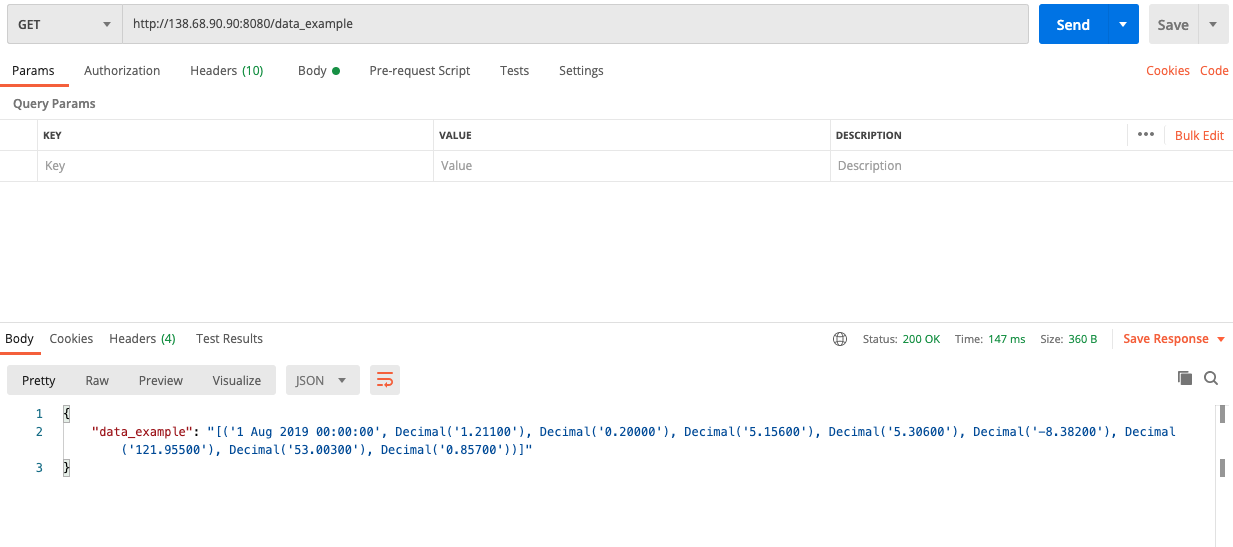 GET http://138.68.90.90:8080/data_example Send Save
Params Authorization Headers (10) Body Pre-request Script Tests Settings Cookies Code
Query Params
KEY VALUE DESCRIPTION ••• Bulk Edit
Key Value Description
Body Cookies Headers (4) Test Results Status: 200 OK Time: 147 ms Size: 360 B Save Response
Pretty Raw Preview Visualize JSON
1 {
2 "data_example": "[('1 Aug 2019 00:00:00', Decimal('1.21100'), Decimal('0.20000'), Decimal('5.15600'), Decimal('5.30600'), Decimal('-8.38200'), Decimal
('121.95500'), Decimal('53.00300'), Decimal('0.85700'))]"
3 }